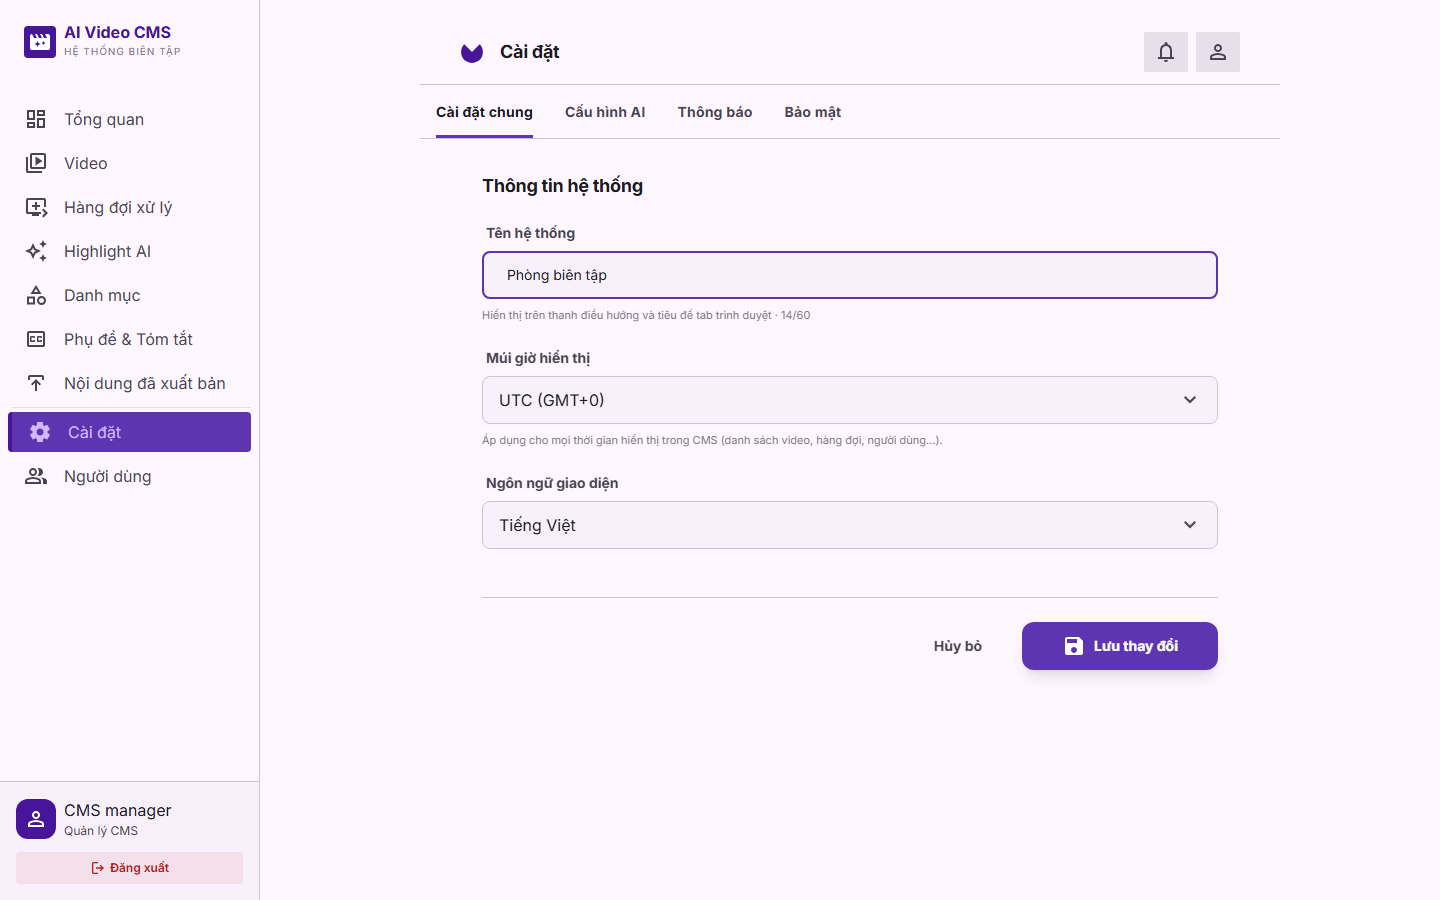 AI Video CMS
HỆ THỐNG BIÊN TẬP
Tổng quan
Video
Hàng đợi xử lý
Highlight AI
Danh mục
Phụ đề & Tóm tắt
Nội dung đã xuất bản
Cài đặt
Người dùng
CMS manager
Quản lý CMS
Đăng xuất
Cài đặt
Cài đặt chung
Cấu hình AI
Thông báo
Bảo mật
Thông tin hệ thống
Tên hệ thống
Phòng biên tập
Hiển thị trên thanh điều hướng và tiêu đề tab trình duyệt · 14/60
Múi giờ hiển thị
UTC (GMT+0)
Áp dụng cho mọi thời gian hiển thị trong CMS (danh sách video, hàng đợi, người dùng...).
Ngôn ngữ giao diện
Tiếng Việt
Hủy bỏ
Lưu thay đổi